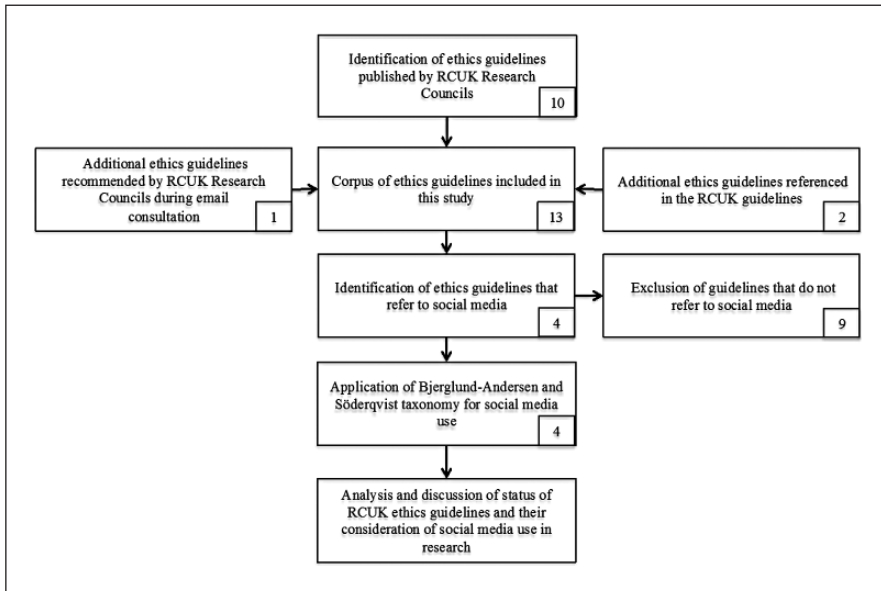 Identification of ethics guidelines
published by RCUK Research
Councils
10
Additional ethics guidelines
recommended by RCUK Research
Councils during email
consultation
1
Corpus of ethics guidelines included in
this study
13
Additional ethics guidelines referenced
in the RCUK guidelines
2
Identification of ethics guidelines that
refer to social media
4
Exclusion of guidelines that do not
refer to social media
9
Application of Bjerglund-Andersen and
Söderqvist taxonomy for social media
use
4
Analysis and discussion of status of
RCUK ethics guidelines and their
consideration of social media use in
research